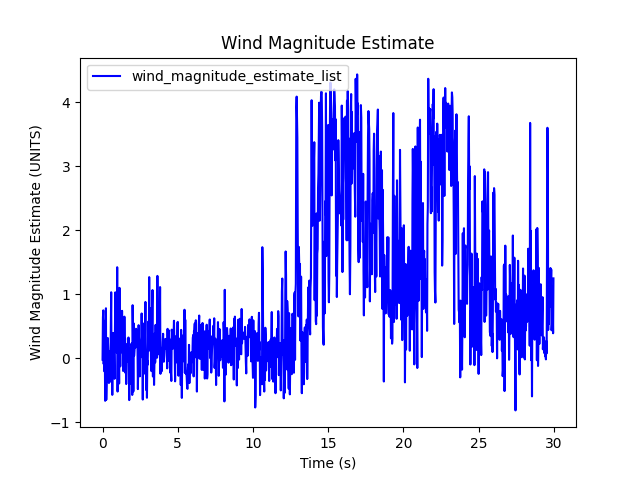 Wind Magnitude Estimate
wind_magnitude_estimate_list
Wind Magnitude Estimate (UNITS)
4
3
2
1
0
−1
0 5 10 15 20 25 30
Time (s)